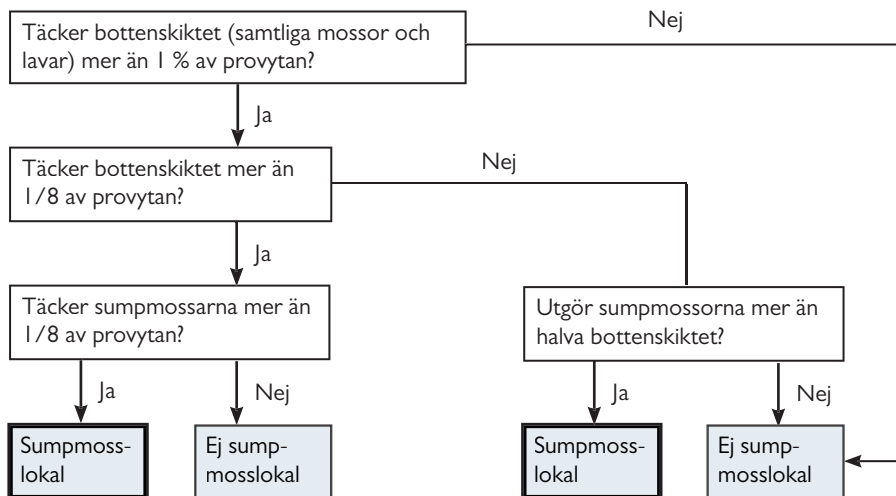 Täcker bottenskiktet (samtliga mossor och
lavar) mer än 1 % av provytan?
Nej
Ja
Täcker bottenskiktet mer än
1/8 av provytan?
Nej
Ja
Täcker sumpmossarna mer än
1/8 av provytan?
Utgör sumpmossorna mer än
halva bottenskiktet?
Ja
Nej
Ja
Nej
Sumpmoss-
lokal
Ej sump-
mosslokal
Sumpmoss-
lokal
Ej sump-
mosslokal